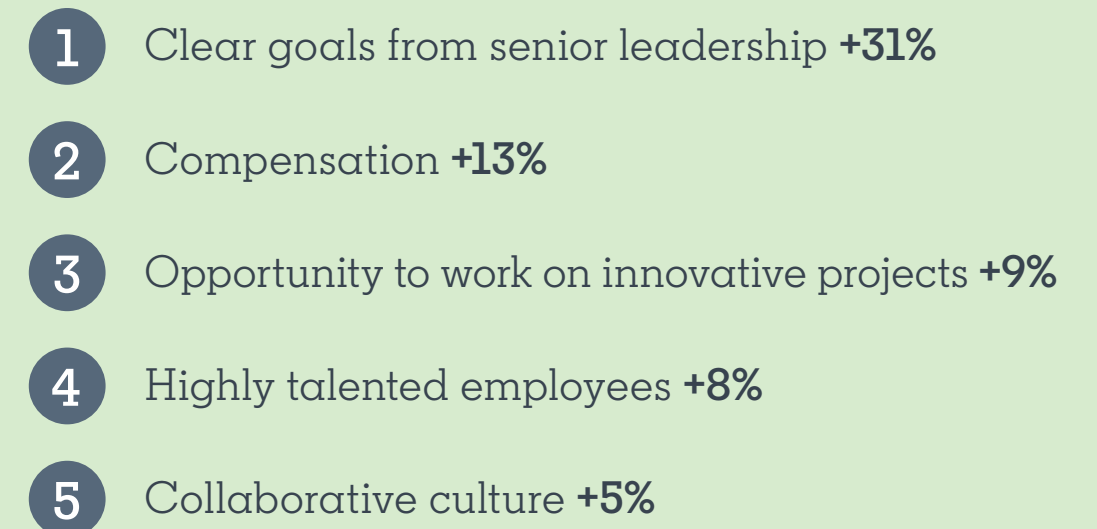 1 Clear goals from senior leadership +31%
2 Compensation +13%
3 Opportunity to work on innovative projects +9%
4 Highly talented employees +8%
5 Collaborative culture +5%